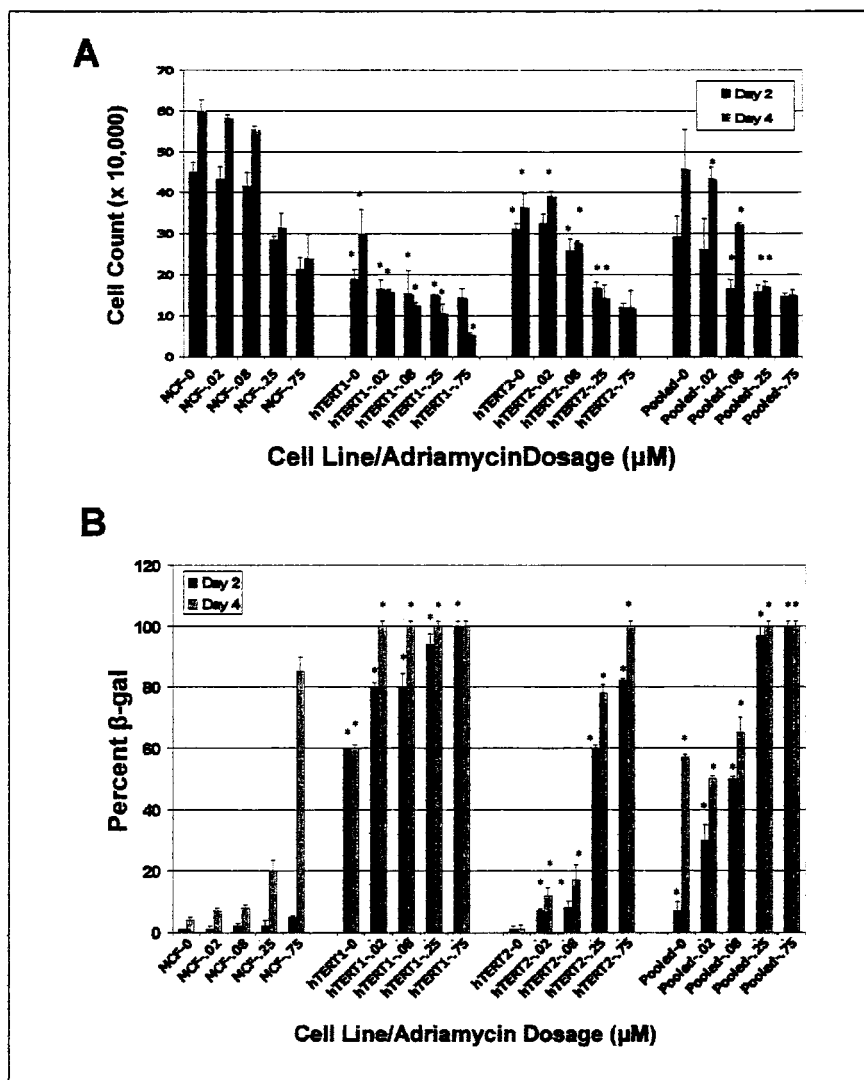 A
70
60
50
40
30
20
10
0
Cell Count (x 10,000)
Day 2
Day 4
MCF-0
MCF-.02
MCF-.08
MCF-.25
MCF-.75
hTERT1-0
hTERT1-.02
hTERT1-.08
hTERT1-.25
hTERT1-.75
hTERT2-0
hTERT2-.02
hTERT2-.08
hTERT2-.25
hTERT2-.75
Pooled-0
Pooled-.02
Pooled-.08
Pooled-.25
Pooled-.75
Cell Line/AdriamycinDosage (µM)
B
120
100
80
60
40
20
0
Percent β-gal
Day 2
Day 4
MCF-0
MCF-.02
MCF-.08
MCF-.25
MCF-.75
hTERT1-0
hTERT1-.02
hTERT1-.08
hTERT1-.25
hTERT1-.75
hTERT2-0
hTERT2-.02
hTERT2-.08
hTERT2-.25
hTERT2-.75
Pooled-0
Pooled-.02
Pooled-.08
Pooled-.25
Pooled-.75
Cell Line/Adriamycin Dosage (µM)